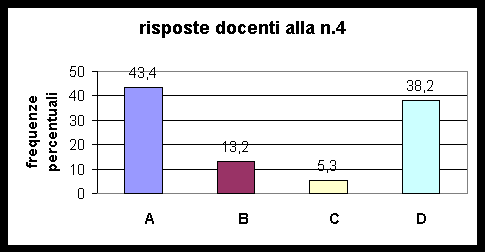 risposte docenti alla n.4
frequenze
percentuali
50
40
30
20
10
0
43,4
13,2
5,3
38,2
A B C D